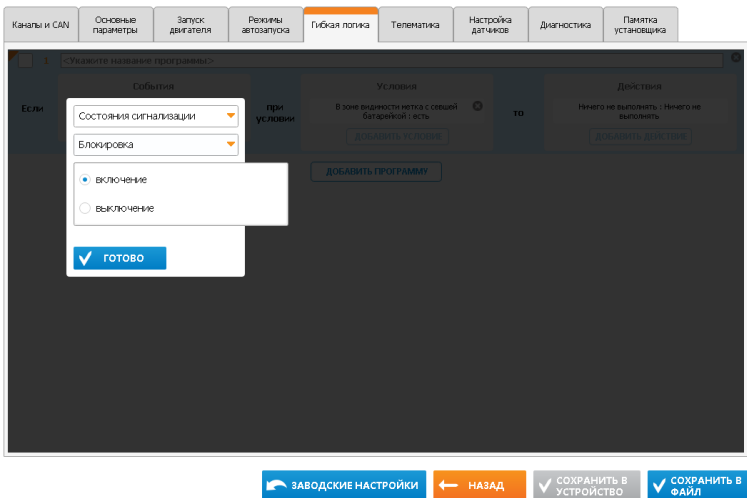 Каналы и CAN
Основные
параметры
Запуск
двигателя
Режимы
автозапуска
Гибкая логика
Телематика
Настройка
датчиков
Диагностика
Памятка
установщика
1 <Укажите название программы>
Если
События
при
условии
Условия
В зоне видимости метка с севшей
батарейкой : есть
ДОБАВИТЬ УСЛОВИЕ
то
Действия
Ничего не выполнять : Ничего не
выполнять
ДОБАВИТЬ ДЕЙСТВИЕ
ДОБАВИТЬ ПРОГРАММУ
Состояния сигнализации
Блокировка
включение
выключение
ГОТОВО
ЗАВОДСКИЕ НАСТРОЙКИ
НАЗАД
СОХРАНИТЬ В
УСТРОЙСТВО
СОХРАНИТЬ В
ФАЙЛ